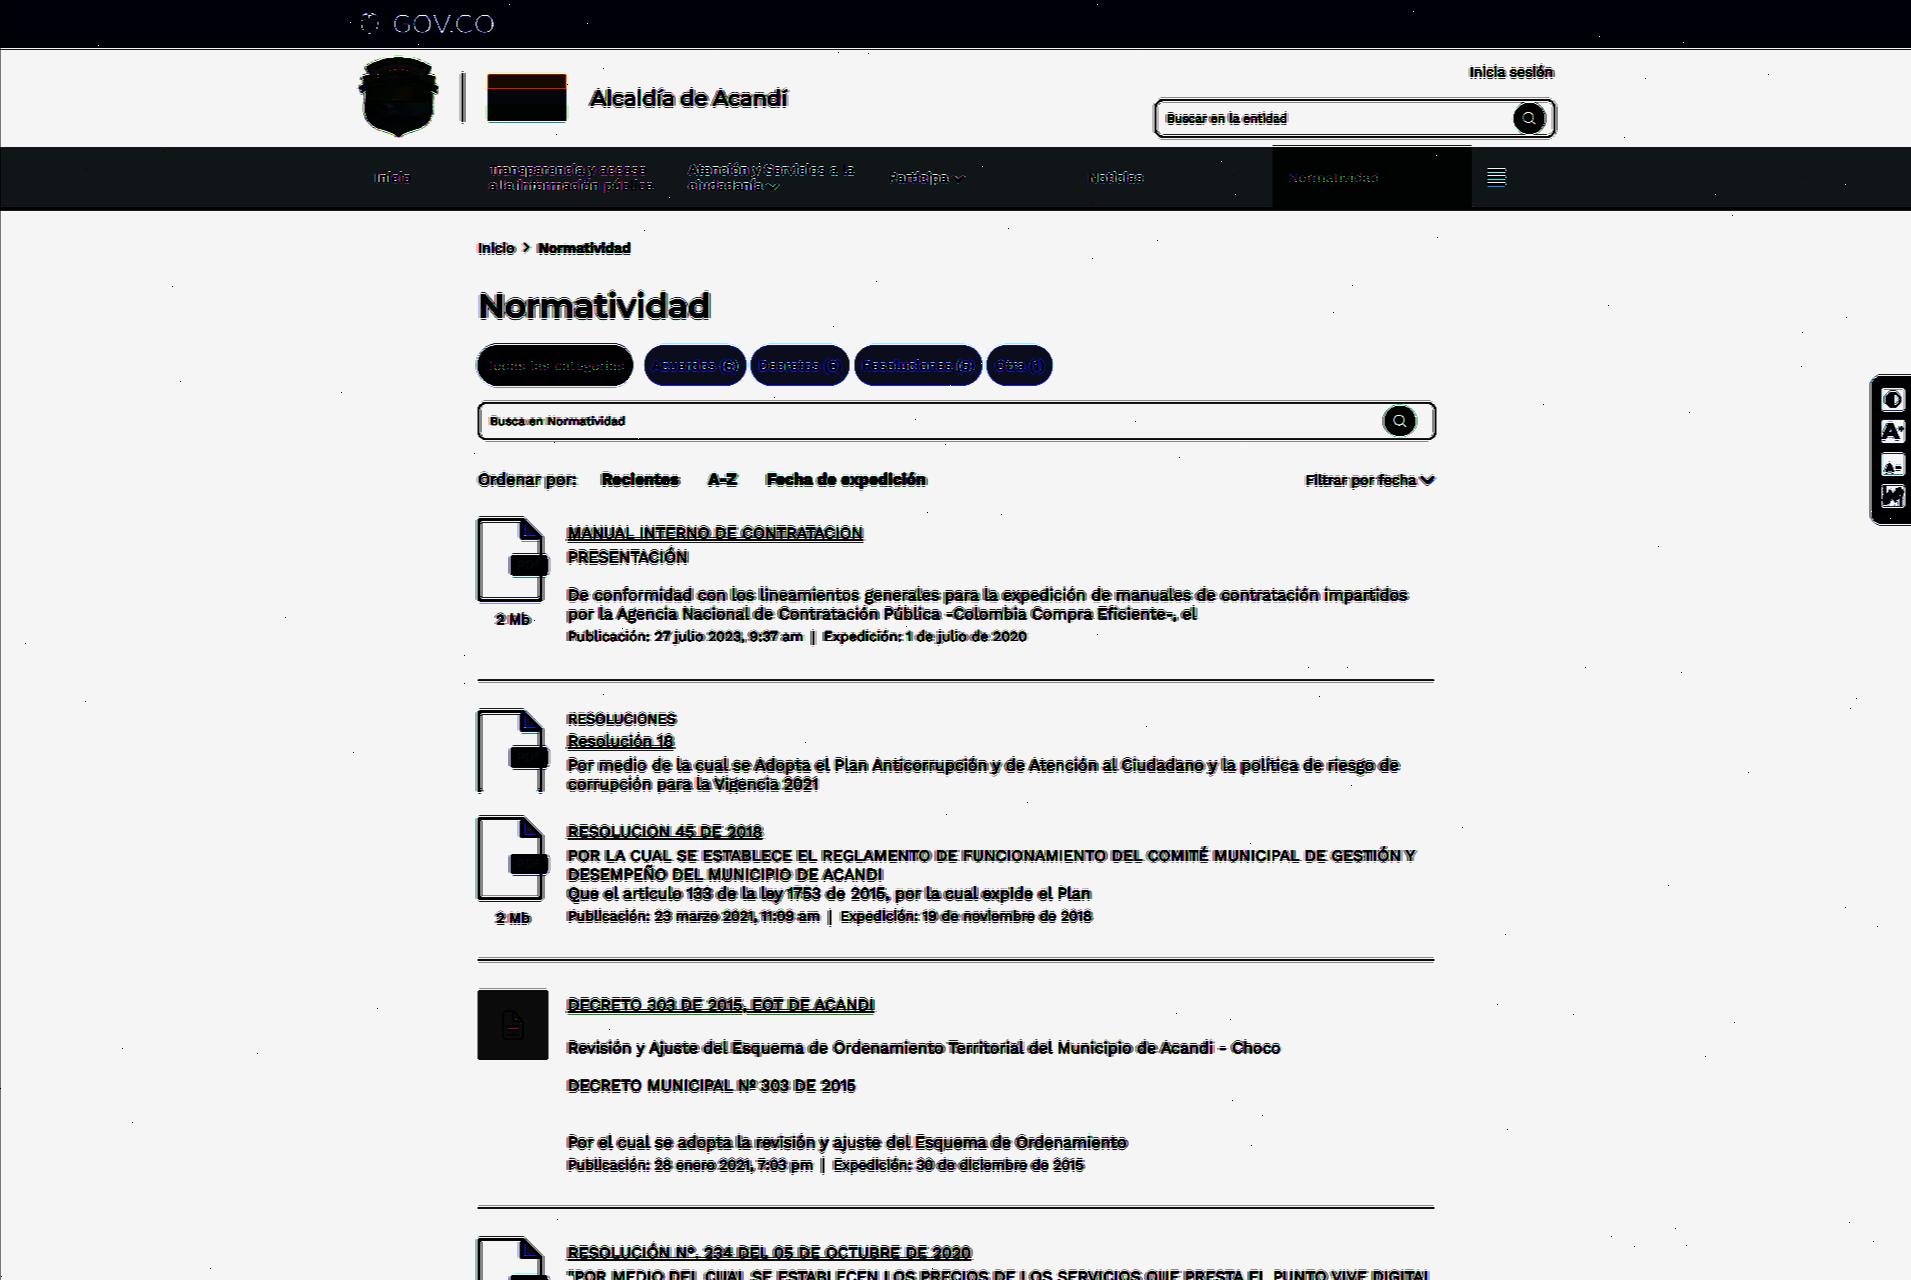 GOV.CO
Inicia sesión
Alcaldía de Acandí
Buscar en la entidad
Inicio
Transparencia y acceso
a la información pública
Atención y Servicios a la
ciudadanía
Participa
Noticias
Normatividad
Inicio > Normatividad
Normatividad
Todas las categorías
Acuerdos (6)
Decretos
Resoluciones
Otra (1)
Busca en Normatividad
Ordenar por: Recientes A-Z Fecha de expedición
Filtrar por fecha
A+
A-
MANUAL INTERNO DE CONTRATACION
PRESENTACIÓN
PDF
De conformidad con los lineamientos generales para la expedición de manuales de contratación impartidos
por la Agencia Nacional de Contratación Pública -Colombia Compra Eficiente-, el
2 Mb
Publicación: 27 julio 2023, 9:37 am | Expedición: 1 de julio de 2020
RESOLUCIONES
Resolución 18
Por medio de la cual se Adopta el Plan Anticorrupción y de Atención al Ciudadano y la política de riesgo de
corrupción para la Vigencia 2021
RESOLUCION 45 DE 2018
POR LA CUAL SE ESTABLECE EL REGLAMENTO DE FUNCIONAMIENTO DEL COMITÉ MUNICIPAL DE GESTIÓN Y
DESEMPEÑO DEL MUNICIPIO DE ACANDI
Que el artículo 133 de la ley 1753 de 2015, por la cual expide el Plan
2 Mb
Publicación: 23 marzo 2021, 11:09 am | Expedición: 19 de noviembre de 2018
DECRETO 303 DE 2015, EOT DE ACANDI
Revisión y Ajuste del Esquema de Ordenamiento Territorial del Municipio de Acandi - Choco
DECRETO MUNICIPAL Nº 303 DE 2015
Por el cual se adopta la revisión y ajuste del Esquema de Ordenamiento
Publicación: 28 enero 2021, 7:03 pm | Expedición: 30 de diciembre de 2015
RESOLUCIÓN Nº. 234 DEL 05 DE OCTUBRE DE 2020
"POR MEDIO DEL CUAL SE ESTABLECEN LOS PRECIOS DE LOS SERVICIOS QUE PRESTA EL PUNTO VIVE DIGITAL